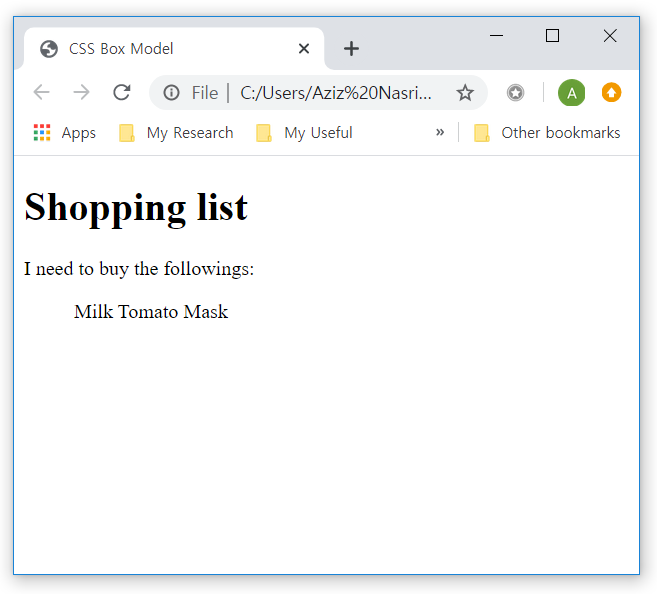 CSS Box Model
File | C:/Users/Aziz%20Nasri...
A
Apps My Research My Useful » Other bookmarks
Shopping list
I need to buy the followings:
Milk Tomato Mask